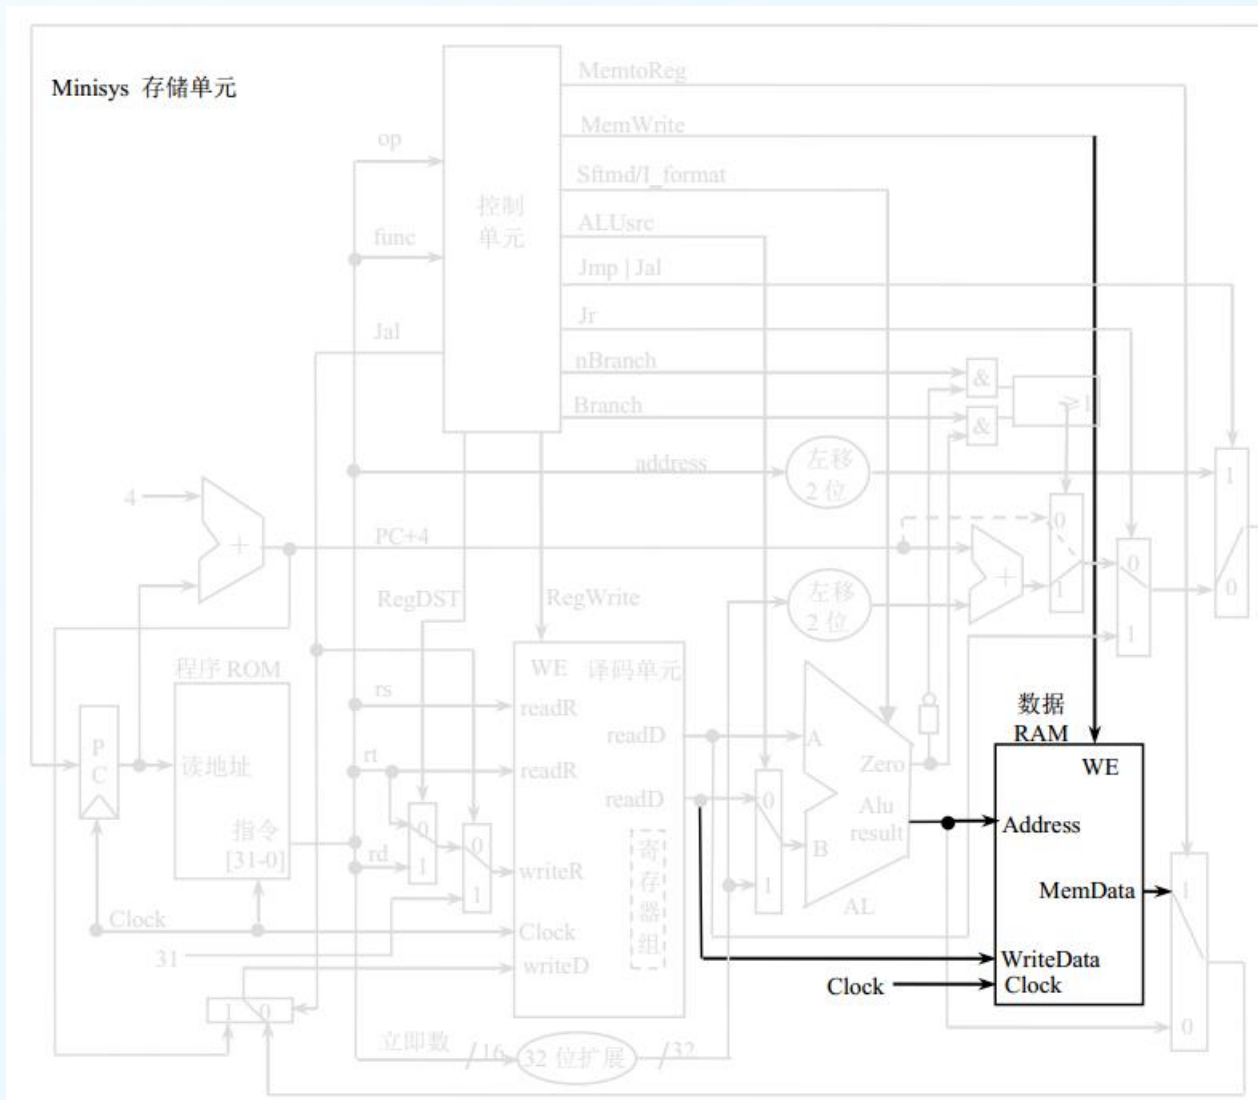 Minisys 存储单元
MemtoReg
MemWrite
op
Sftmd/I_format
控制
单元
ALUsrc
func
Jmp | Jal
Jr
Jal
nBranch
&
≥1
Branch
&
address
左移
2 位
1
4
PC+4
0
+
+
RegDST
RegWrite
左移
2 位
1
0
1
0
程序 ROM
WE 译码单元
rs
readR
数据
RAM
PC
readD
A
WE
读地址
rt
readR
Zero
readD
0
Alu
result
Address
指令
[31-0]
0
0
B
寄存器组
rd
1
writeR
1
1
MemData
1
AL
Clock
Clock
31
writeD
WriteData
Clock
Clock
1 0
0
立即数
16
32 位扩展
32